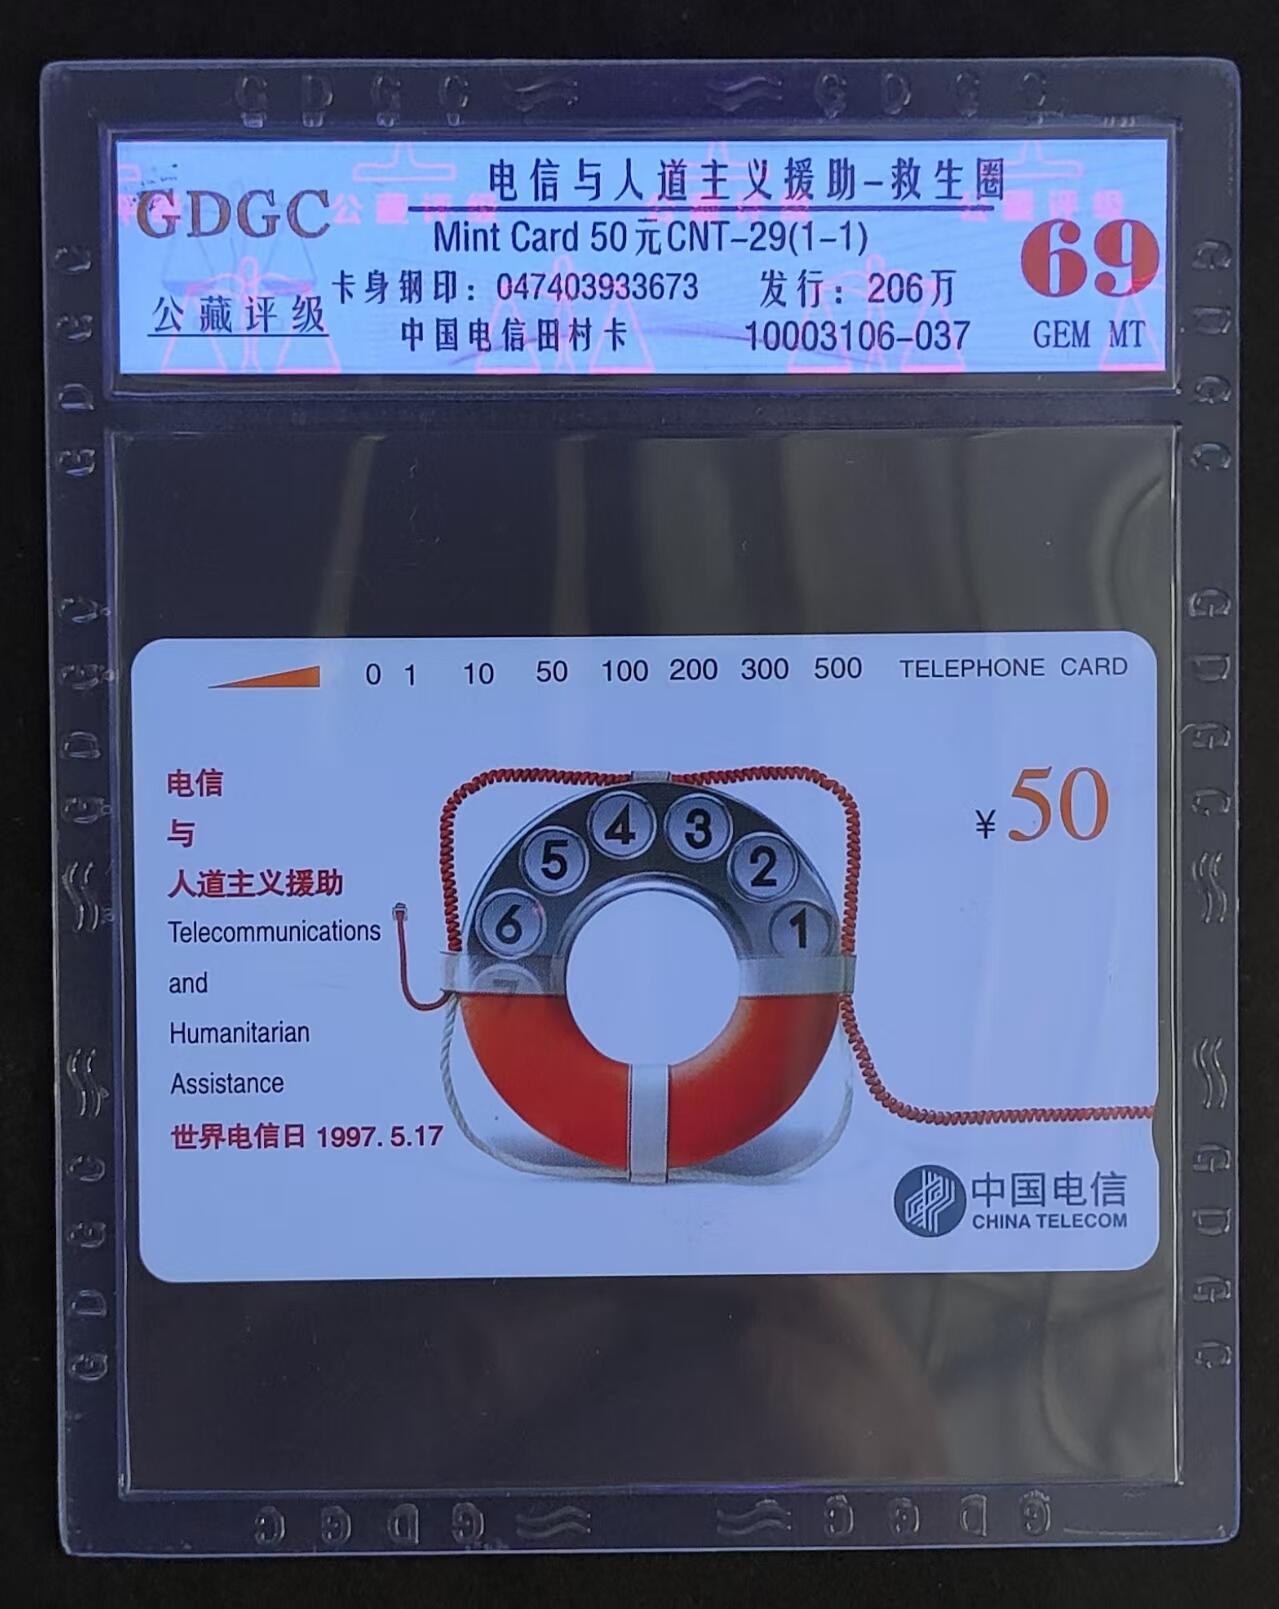 GDGC
公藏评级
电信与人道主义援助-救生圈
Mint Card 50元CNT-29(1-1)
卡身钢印：047403933673 发行：206万
中国电信田村卡 10003106-037
69
GEM MT
0 1 10 50 100 200 300 500 TELEPHONE CARD
电信
与
人道主义援助
Telecommunications
and
Humanitarian
Assistance
世界电信日 1997.5.17
¥50
4 3
5 2
6 1
7
中国电信
CHINA TELECOM